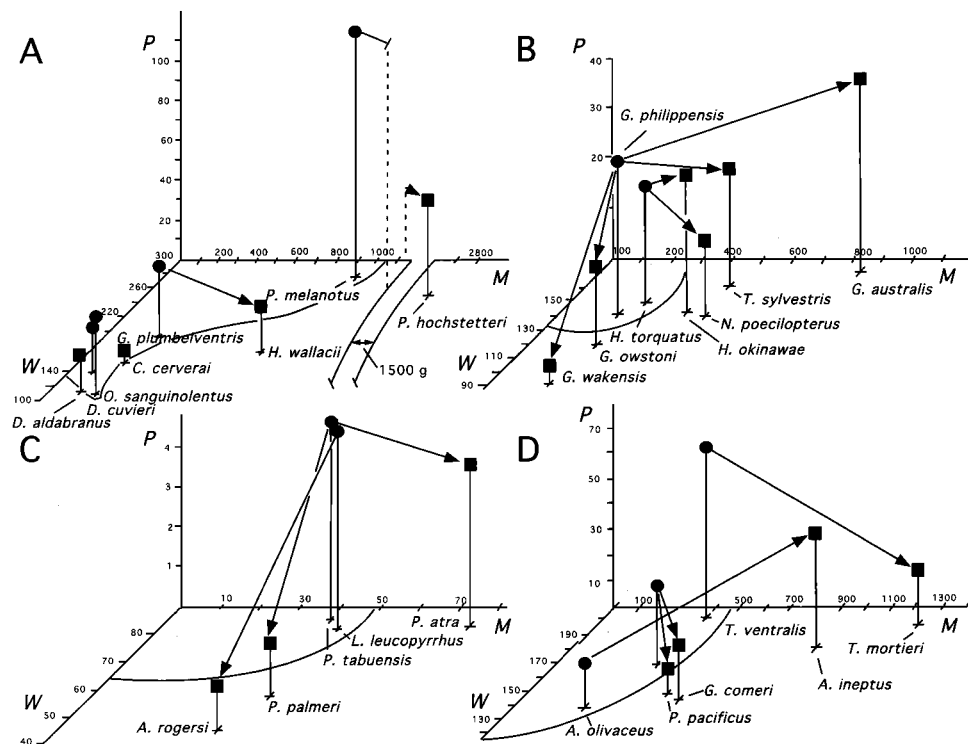 A
P
100
80
60
40
20
300
200 400 600 800 1000 2800
M
260
220
140
100
W
P. melanotus
P. hochstetteri
G. plumbeiventris
H. wallacii
1500 g
C. cerverai
O. sanguinolentus
D. cuvieri
D. aldabranus
B
P
40
30
20
G. philippensis
100 200 400 600 800 1000
M
150
130
110
90
W
G. australis
T. sylvestris
N. poecilopterus
H. torquatus
H. okinawae
G. owstoni
G. wakensis
C
P
4
3
2
1
10 30 50 70
M
80
70
60
50
40
W
P. atra
L. leucopyrrhus
P. tabuensis
P. palmeri
A. rogersi
D
P
70
50
30
10
100 300 500 700 900 1100 1300
M
190
170
150
130
W
T. ventralis
T. mortieri
A. ineptus
G. comeri
P. pacificus
A. olivaceus